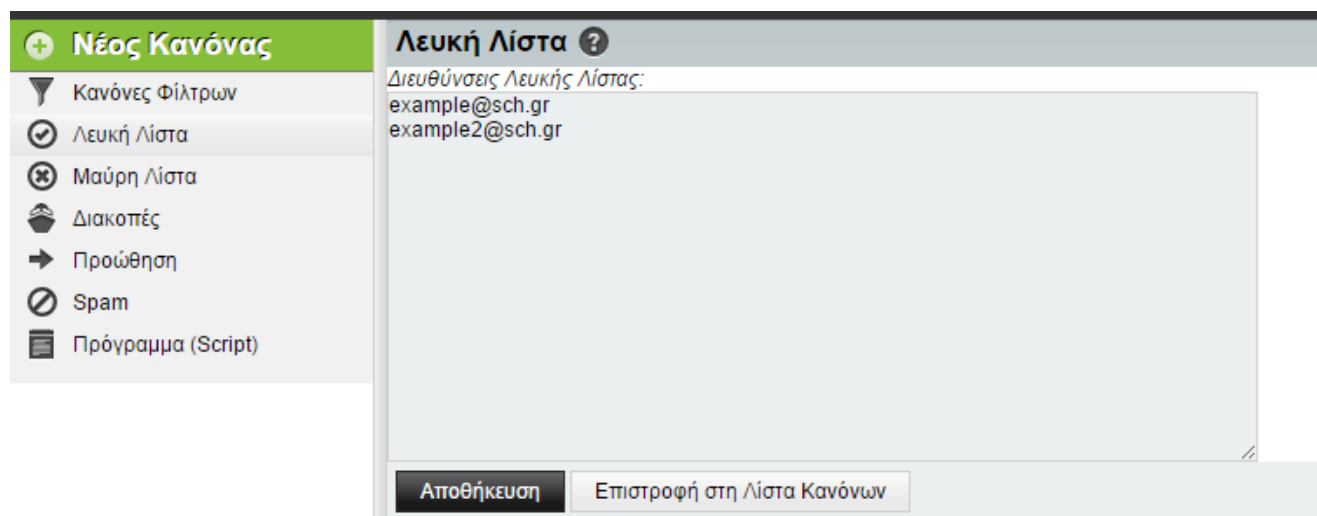 Νέος Κανόνας
Κανόνες Φίλτρων
Λευκή Λίστα
Μαύρη Λίστα
Διακοπές
Προώθηση
Spam
Πρόγραμμα (Script)
Λευκή Λίστα ?
Διευθύνσεις Λευκής Λίστας:
example@sch.gr
example2@sch.gr
Αποθήκευση Επιστροφή στη Λίστα Κανόνων